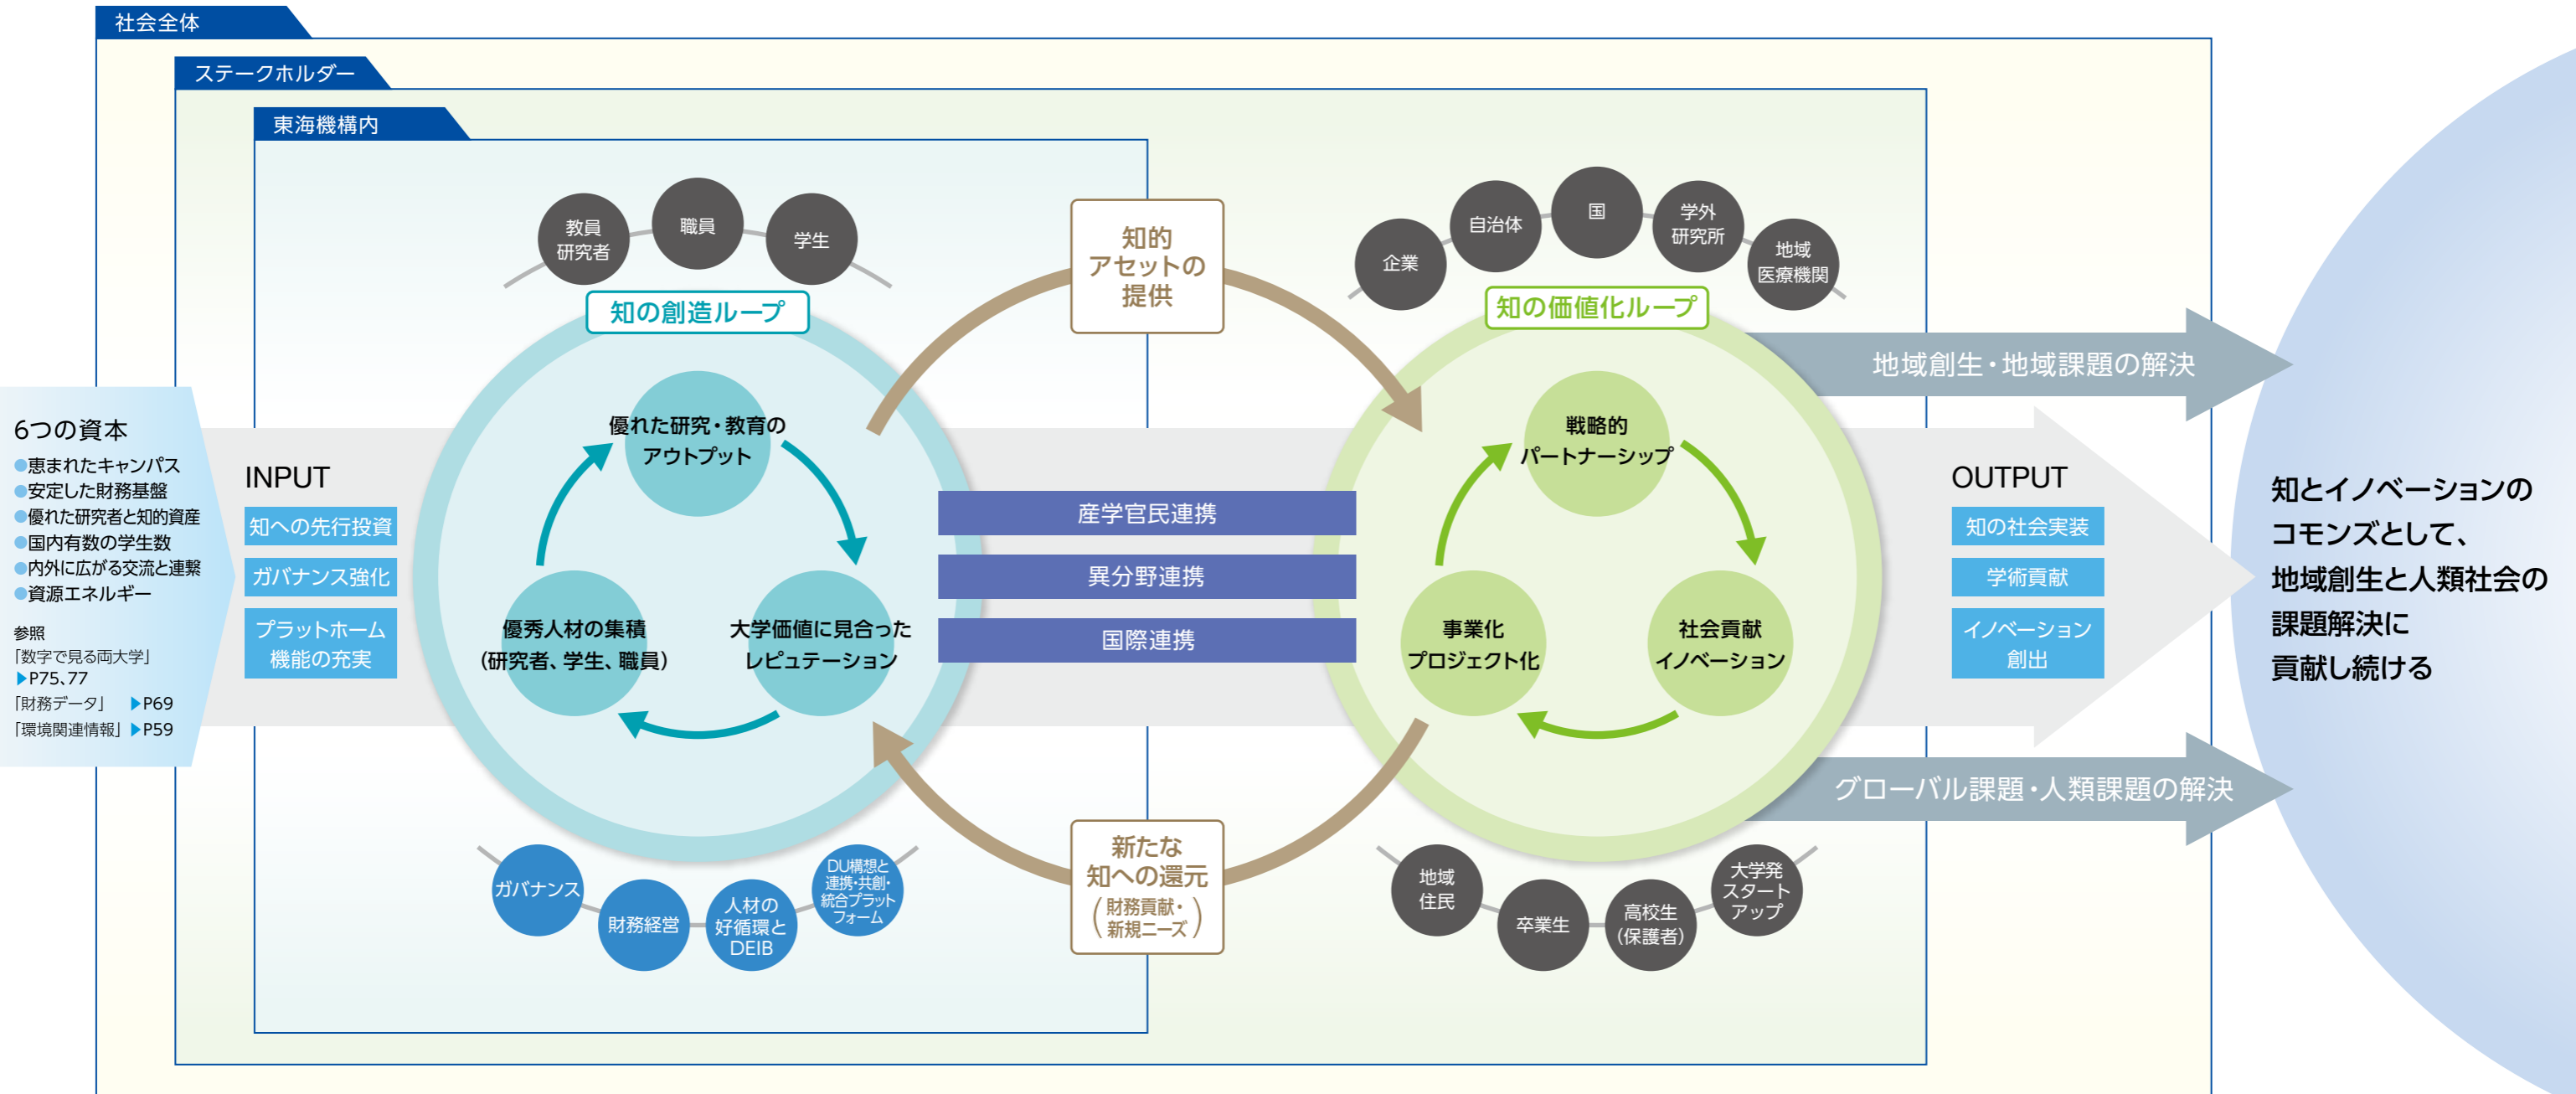 社会全体
ステークホルダー
東海機構内
6つの資本
●恵まれたキャンパス
●安定した財務基盤
●優れた研究者と知的資産
●国内有数の学生数
●内外に広がる交流と連繋
●資源エネルギー
参照
「数字で見る両大学」
▶P75、77
「財務データ」 ▶P69
「環境関連情報」 ▶P59
INPUT
知への先行投資
ガバナンス強化
プラットホーム
機能の充実
教員
研究者
職員
学生
知の創造ループ
優れた研究・教育の
アウトプット
優秀人材の集積
（研究者、学生、職員）
大学価値に見合った
レピュテーション
ガバナンス
財務経営
人材の
好循環と
DEIB
DU構想と
連携・共創・
統合プラット
フォーム
知的
アセットの
提供
産学官民連携
異分野連携
国際連携
新たな
知への還元
（財務貢献・
新規ニーズ）
企業
自治体
国
学外
研究所
地域
医療機関
知の価値化ループ
戦略的
パートナーシップ
事業化
プロジェクト化
社会貢献
イノベーション
地域
住民
卒業生
高校生
（保護者）
大学発
スタート
アップ
地域創生・地域課題の解決
OUTPUT
知の社会実装
学術貢献
イノベーション
創出
グローバル課題・人類課題の解決
知とイノベーションの
コモンズとして、
地域創生と人類社会の
課題解決に
貢献し続ける